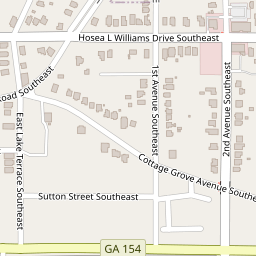 Hosea L Williams Drive Southeast
oad Southeast
1st Avenue Southeast
2nd Avenue Southeast
East Lake Terrace Southeast
Cottage Grove Avenue Southe
Sutton Street Southeast
GA 154